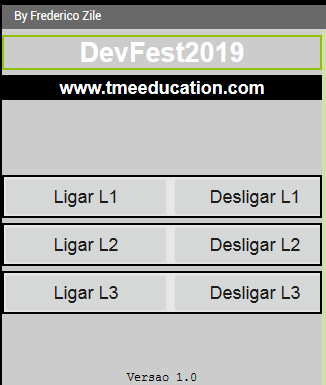 By Frederico Zile
DevFest2019
www.tmeeducation.com
Ligar L1 Desligar L1
Ligar L2 Desligar L2
Ligar L3 Desligar L3
Versao 1.0